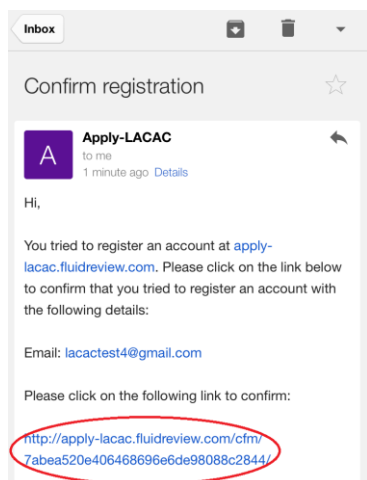 Inbox
Confirm registration
A
Apply-LACAC
to me
1 minute ago Details
Hi,
You tried to register an account at apply-
lacac.fluidreview.com. Please click on the link below
to confirm that you tried to register an account with
the following details:
Email: lacactest4@gmail.com
Please click on the following link to confirm:
http://apply-lacac.fluidreview.com/cfm/
7abea520e406468696e6de98088c2844/